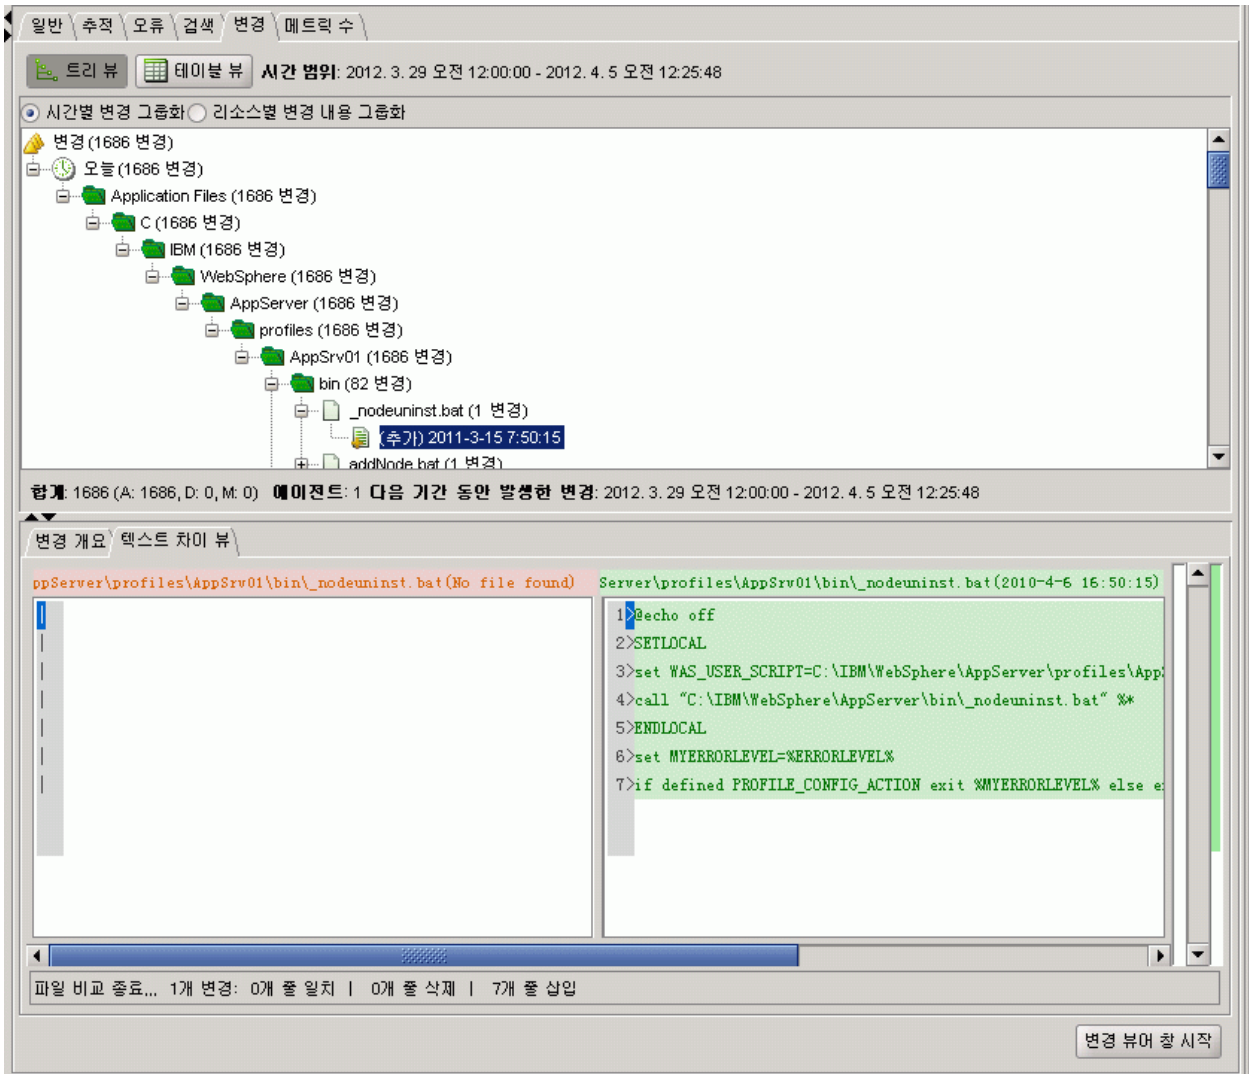 일반 추적 오류 검색 변경 메트릭 수
트리 뷰 테이블 뷰 시간 범위: 2012. 3. 29 오전 12:00:00 - 2012. 4. 5 오전 12:25:48
시간별 변경 그룹화 리소스별 변경 내용 그룹화
변경 (1686 변경)
오늘 (1686 변경)
Application Files (1686 변경)
C (1686 변경)
IBM (1686 변경)
WebSphere (1686 변경)
AppServer (1686 변경)
profiles (1686 변경)
AppSrv01 (1686 변경)
bin (82 변경)
_nodeuninst.bat (1 변경)
(추가) 2011-3-15 7:50:15
addNode.bat (1 변경)
합계: 1686 (A: 1686, D: 0, M: 0) 에이전트: 1 다음 기간 동안 발생한 변경: 2012. 3. 29 오전 12:00:00 - 2012. 4. 5 오전 12:25:48
변경 개요 텍스트 차이 뷰
ppServer\profiles\AppSrv01\bin\_nodeuninst.bat(No file found) Server\profiles\AppSrv01\bin\_nodeuninst.bat(2010-4-6 16:50:15)
1>@echo off
2>SETLOCAL
3>set WAS_USER_SCRIPT=C:\IBM\WebSphere\AppServer\profiles\App
4>call "C:\IBM\WebSphere\AppServer\bin\_nodeuninst.bat" %*
5>ENDLOCAL
6>set MYERRORLEVEL=%ERRORLEVEL%
7>if defined PROFILE_CONFIG_ACTION exit %MYERRORLEVEL% else e
파일 비교 종료... 1개 변경: 0개 줄 일치 | 0개 줄 삭제 | 7개 줄 삽입
변경 뷰어 창 시작